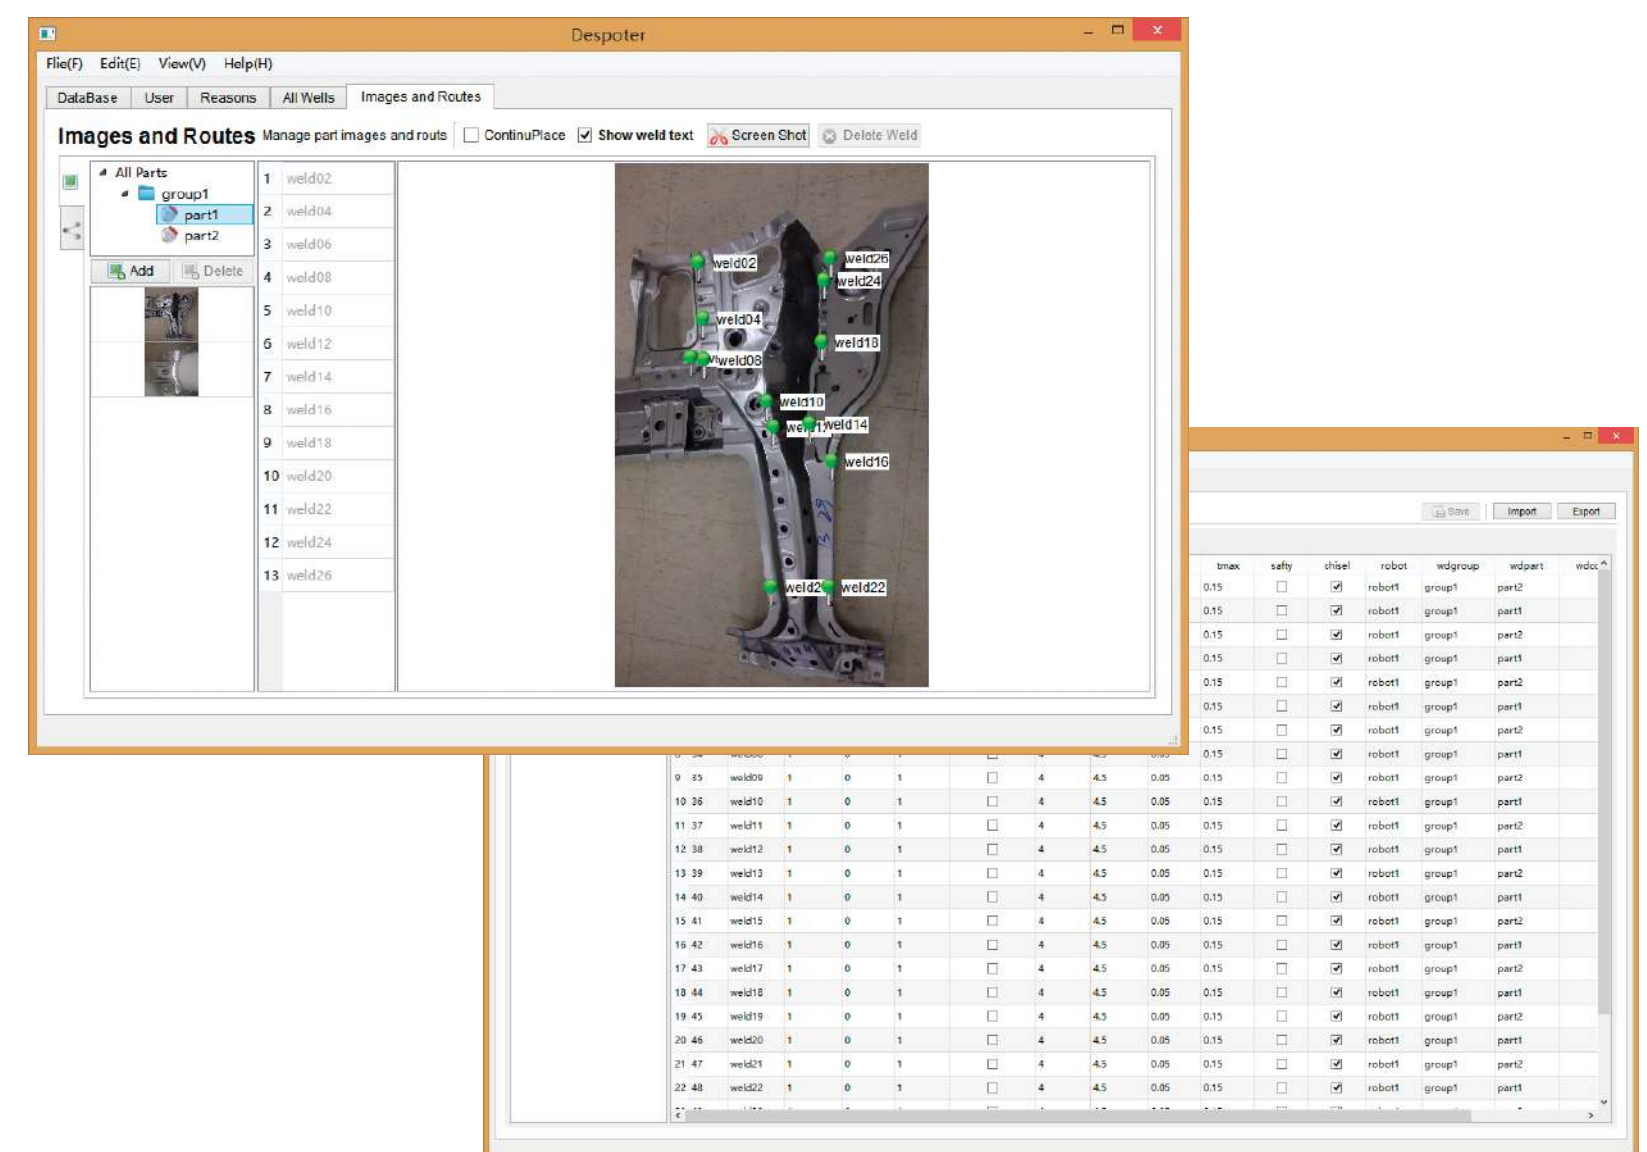 Despoter
Flie(F) Edit(E) View(V) Help(H)
DataBase User Reasons All Wells Images and Routes
Images and Routes Manage part images and routs ContinuPlace Show weld text Screen Shot Delete Weld
All Parts
group1
part1
part2
Add Delete
1 weld02
2 weld04
3 weld06
4 weld08
5 weld10
6 weld12
7 weld14
8 weld16
9 weld18
10 weld20
11 weld22
12 weld24
13 weld26
weld02 weld26
weld24
weld04
weld18
weld08
weld10
weld14
weld16
weld22
Save Import Export
tmax safty chisel robot wdgroup wdpart
0.15 robot1 group1 part2
0.15 robot1 group1 part1
0.15 robot1 group1 part2
0.15 robot1 group1 part1
0.15 robot1 group1 part2
0.15 robot1 group1 part1
0.15 robot1 group1 part2
0.15 robot1 group1 part1
9 35 weld09 1 0 1 4 4.5 0.05 0.15 robot1 group1 part2
10 36 weld10 1 0 1 4 4.5 0.05 0.15 robot1 group1 part1
11 37 weld11 1 0 1 4 4.5 0.05 0.15 robot1 group1 part2
12 38 weld12 1 0 1 4 4.5 0.05 0.15 robot1 group1 part1
13 39 weld13 1 0 1 4 4.5 0.05 0.15 robot1 group1 part2
14 40 weld14 1 0 1 4 4.5 0.05 0.15 robot1 group1 part1
15 41 weld15 1 0 1 4 4.5 0.05 0.15 robot1 group1 part2
16 42 weld16 1 0 1 4 4.5 0.05 0.15 robot1 group1 part1
17 43 weld17 1 0 1 4 4.5 0.05 0.15 robot1 group1 part2
18 44 weld18 1 0 1 4 4.5 0.05 0.15 robot1 group1 part1
19 45 weld19 1 0 1 4 4.5 0.05 0.15 robot1 group1 part2
20 46 weld20 1 0 1 4 4.5 0.05 0.15 robot1 group1 part1
21 47 weld21 1 0 1 4 4.5 0.05 0.15 robot1 group1 part2
22 48 weld22 1 0 1 4 4.5 0.05 0.15 robot1 group1 part1